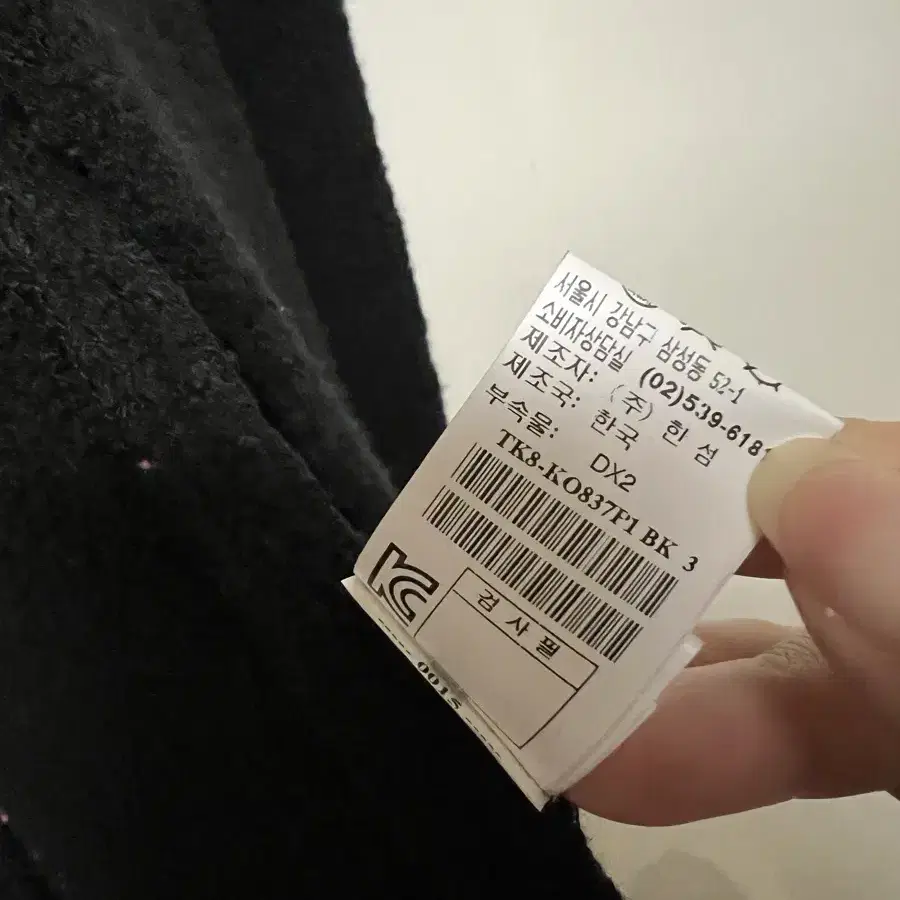 서울시 강남구 삼성동 52-1
소비자상담실 (02)539-618
제조자: (주) 한 섬
제조국: 한국
부속물: DX2
TK8-KO837P1 BK 3
KC
검 사 필
0015